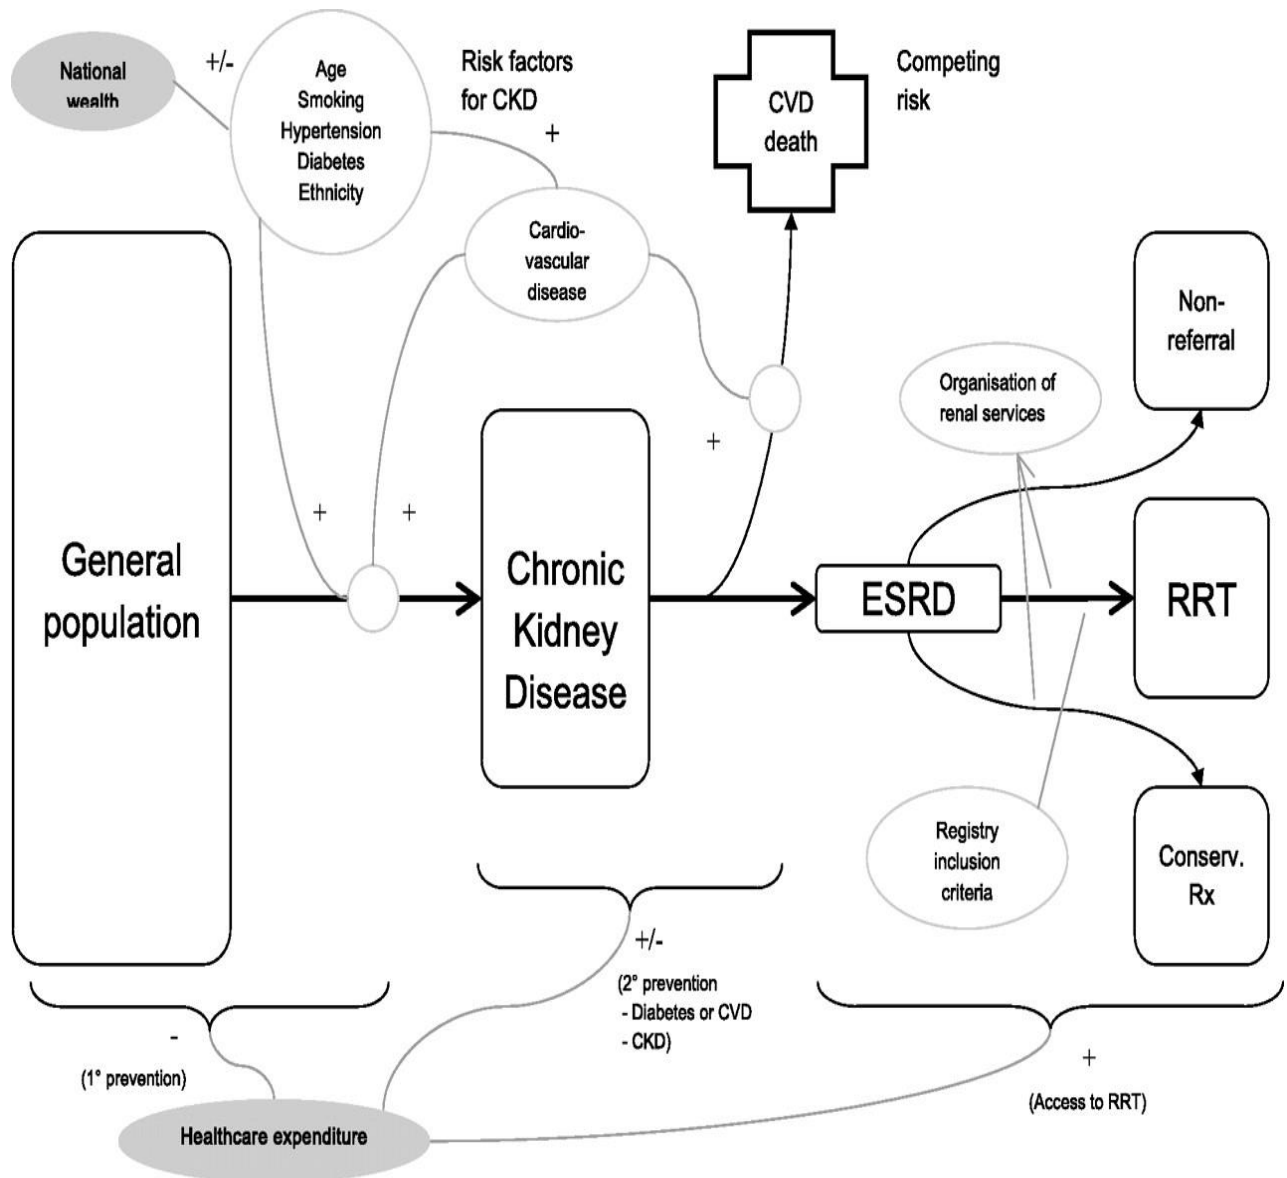 National
wealth
+/-
Age
Smoking
Hypertension
Diabetes
Ethnicity
Risk factors
for CKD
+
CVD
death
Competing
risk
Cardio-
vascular
disease
Non-
referral
Organisation of
renal services
+
+
+
General
population
Chronic
Kidney
Disease
ESRD
RRT
Registry
inclusion
criteria
Conserv.
Rx
+/-
(2° prevention
- Diabetes or CVD
- CKD)
-
(1° prevention)
+
(Access to RRT)
Healthcare expenditure